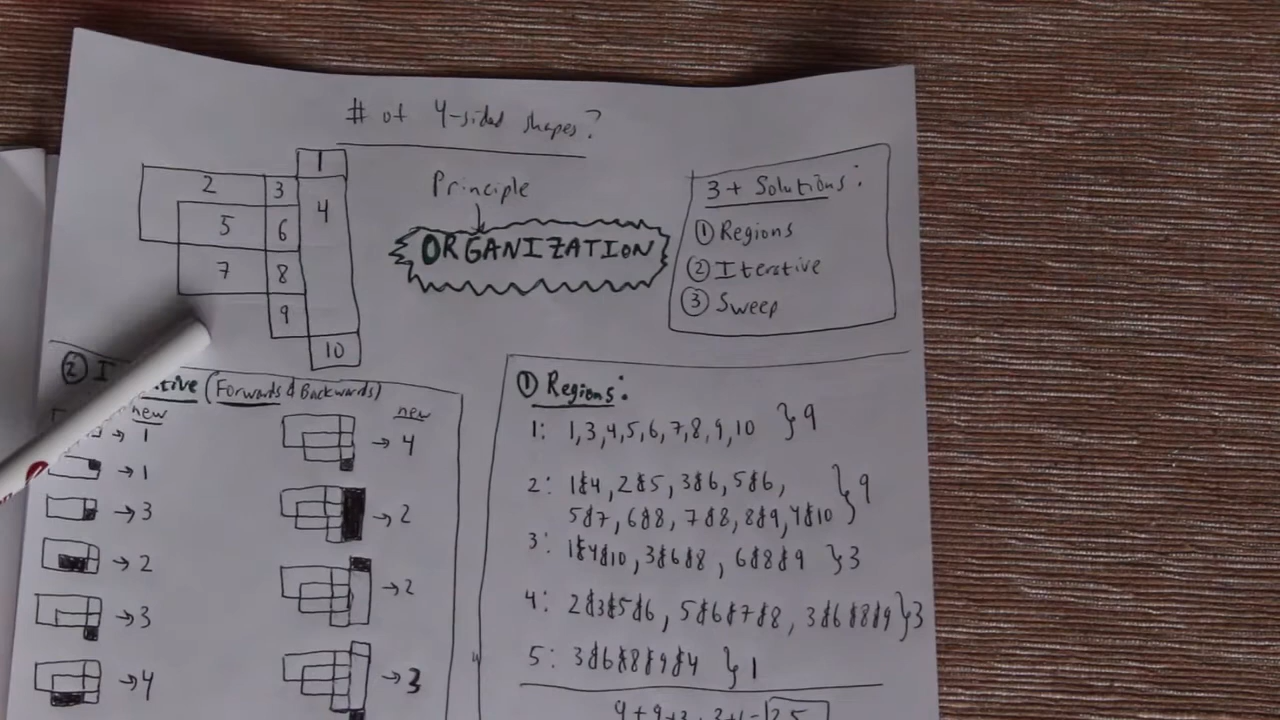 # of 4-sided shapes?
1
2 3
4
5 6
7 8
9
10
Principle
ORGANIZATION
3+ Solutions:
① Regions
② Iterative
③ Sweep
② I tive (Forwards & Backwards)
new
→ 1
→ 1
→ 3
→ 2
→ 3
→ 4
new
→ 4
→ 2
→ 2
→ 3
① Regions:
1: 1,3,4,5,6,7,8,9,10 } 9
2: 1&4, 2&5, 3&6, 5&6,
5&7, 6&8, 7&8, 8&9, 4&10 } 9
3: 1&4&10, 3&6&8, 6&8&9 } 3
4: 2&3&5&6, 5&6&7&8, 3&6&8&9 } 3
5: 3&6&8&9&4 } 1